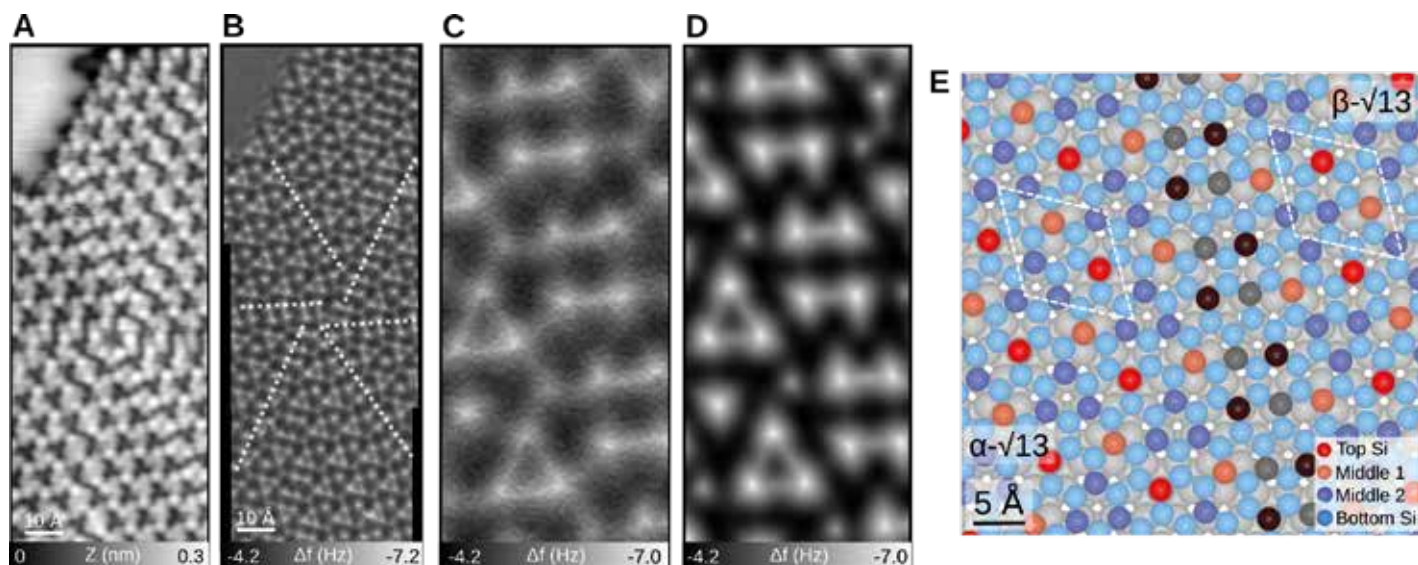 A
B
C
D
E
10 Å
0 Z (nm) 0.3
10 Å
-4.2 Δf (Hz) -7.2
-4.2 Δf (Hz) -7.0
-4.2 Δf (Hz) -7.0
β-√13
α-√13
5 Å
Top Si
Middle 1
Middle 2
Bottom Si